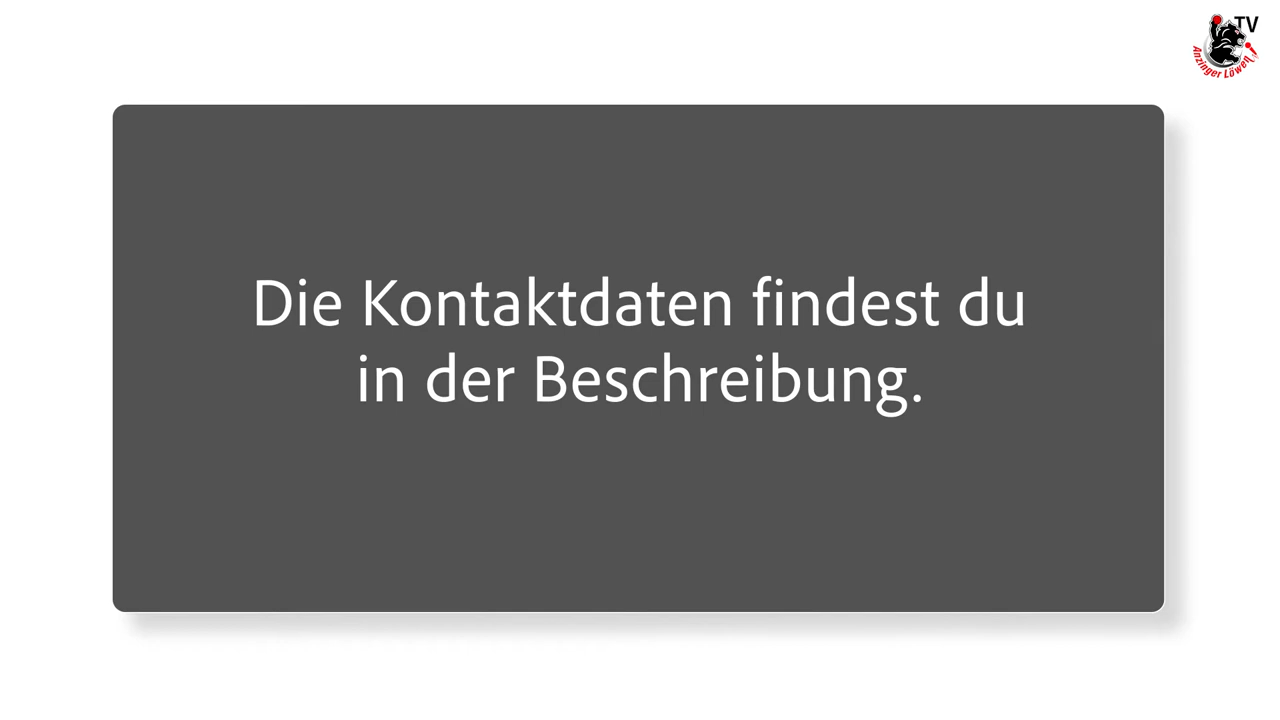 TV
Anzinger Löwen
Die Kontaktdaten findest du
in der Beschreibung.